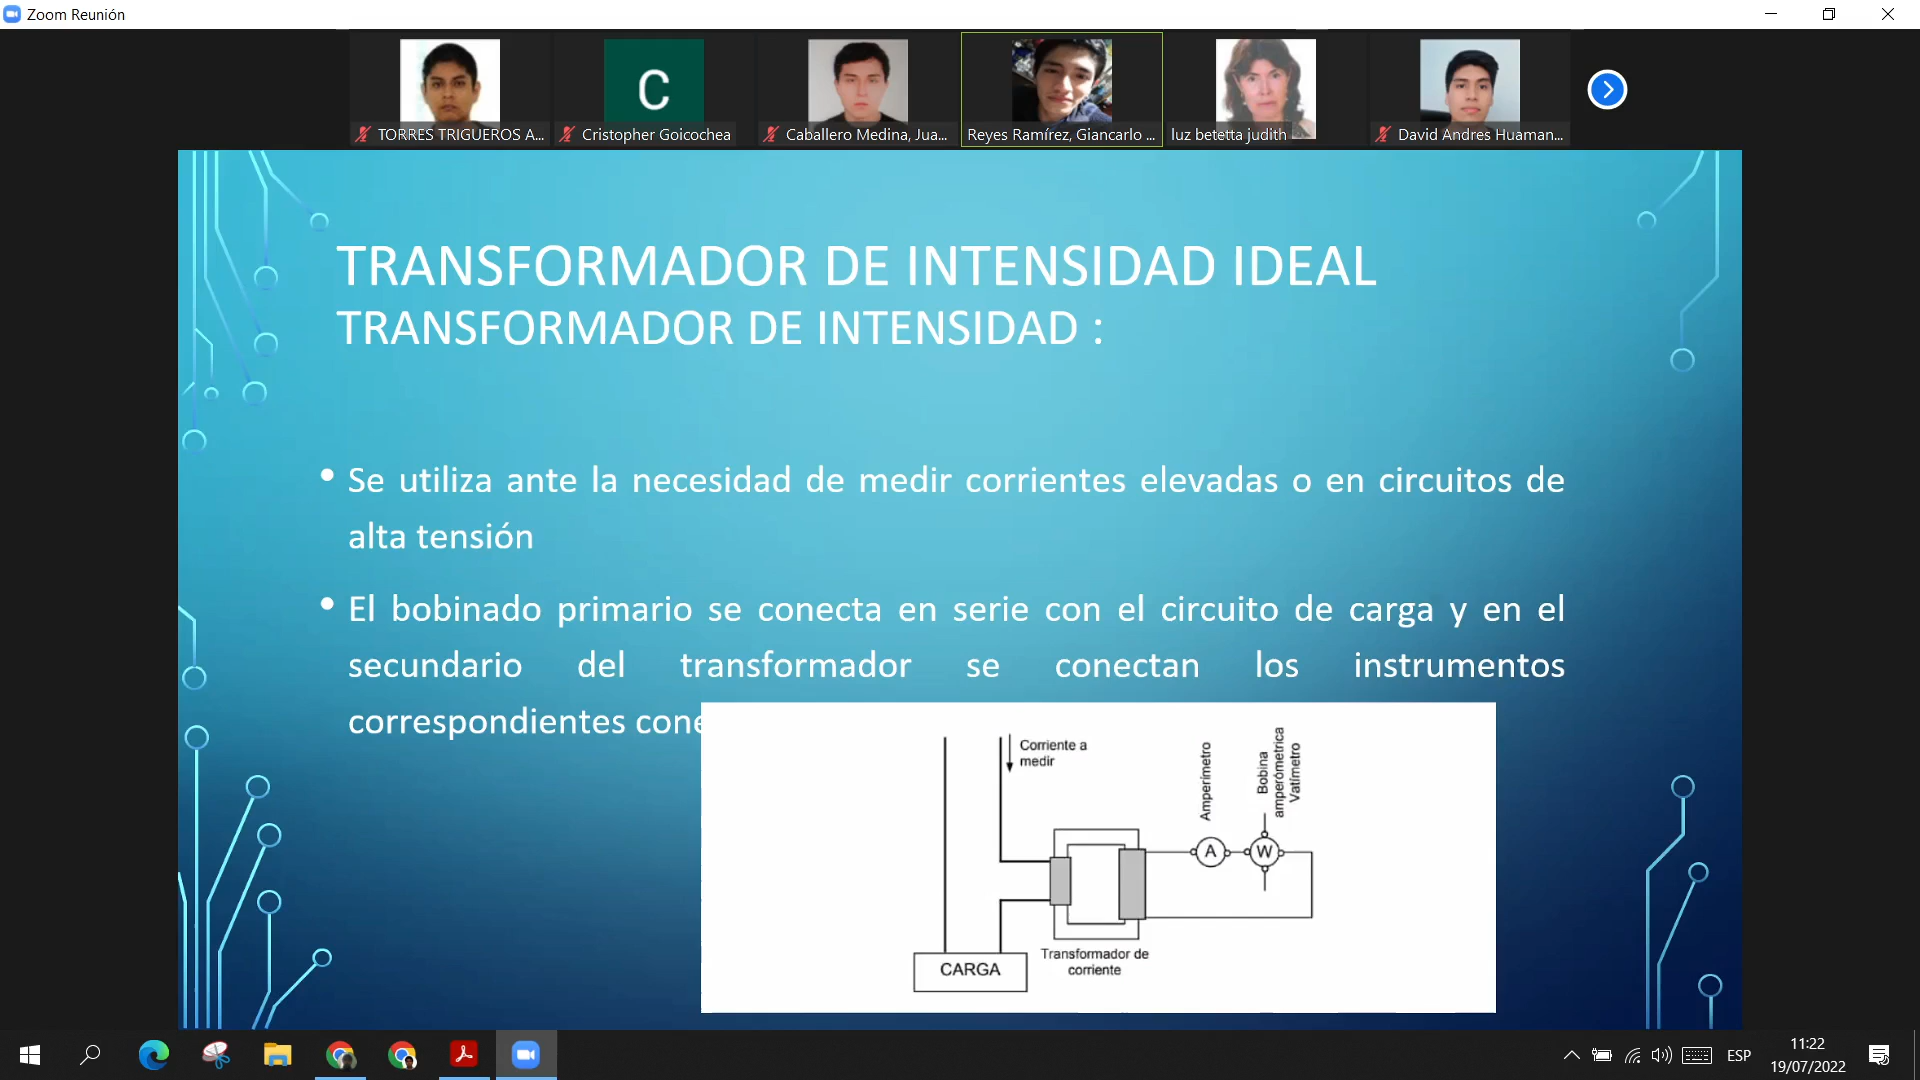 Zoom Reunión
C
TORRES TRIGUEROS A...
Cristopher Goicochea
Caballero Medina, Jua...
Reyes Ramírez, Giancarlo ...
luz betetta judith
David Andres Huaman...
TRANSFORMADOR DE INTENSIDAD IDEAL
TRANSFORMADOR DE INTENSIDAD :
• Se utiliza ante la necesidad de medir corrientes elevadas o en circuitos de
alta tensión
• El bobinado primario se conecta en serie con el circuito de carga y en el
secundario del transformador se conectan los instrumentos
correspondientes
Corriente a
medir
Amperímetro
Bobina
amperómetrica
Vatímetro
A
W
Transformador de
corriente
CARGA
ESP
11:22
19/07/2022